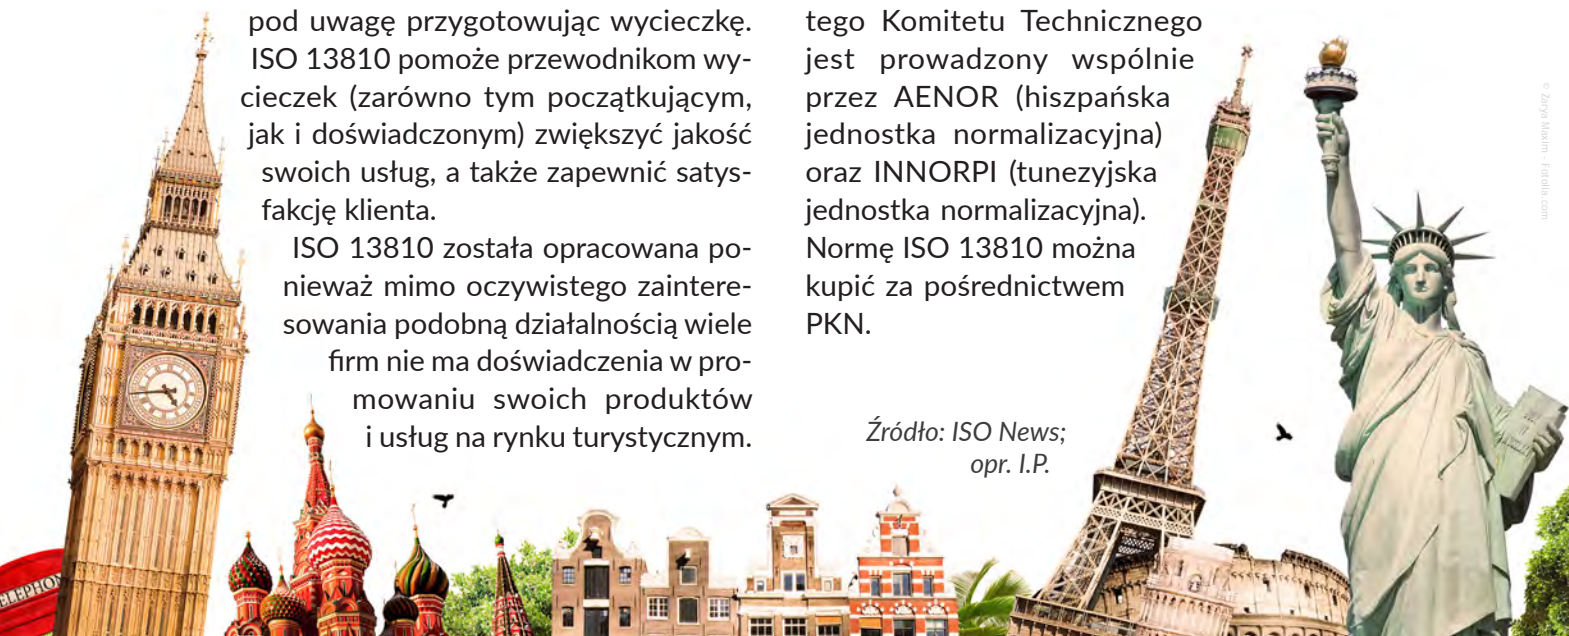 pod uwagę przygotowując wycieczkę.
ISO 13810 pomoże przewodnikom wy-
cieczek (zarówno tym początkującym,
jak i doświadczonym) zwiększyć jakość
swoich usług, a także zapewnić satys-
fakcję klienta.
ISO 13810 została opracowana po-
nieważ mimo oczywistego zaintere-
sowania podobną działalnością wiele
firm nie ma doświadczenia w pro-
mowaniu swoich produktów
i usług na rynku turystycznym.
tego Komitetu Technicznego
jest prowadzony wspólnie
przez AENOR (hiszpańska
jednostka normalizacyjna)
oraz INNORPI (tunezyjska
jednostka normalizacyjna).
Normę ISO 13810 można
kupić za pośrednictwem
PKN.
Źródło: ISO News;
opr. I.P.
© Zarya Maxim - Fotolia.com